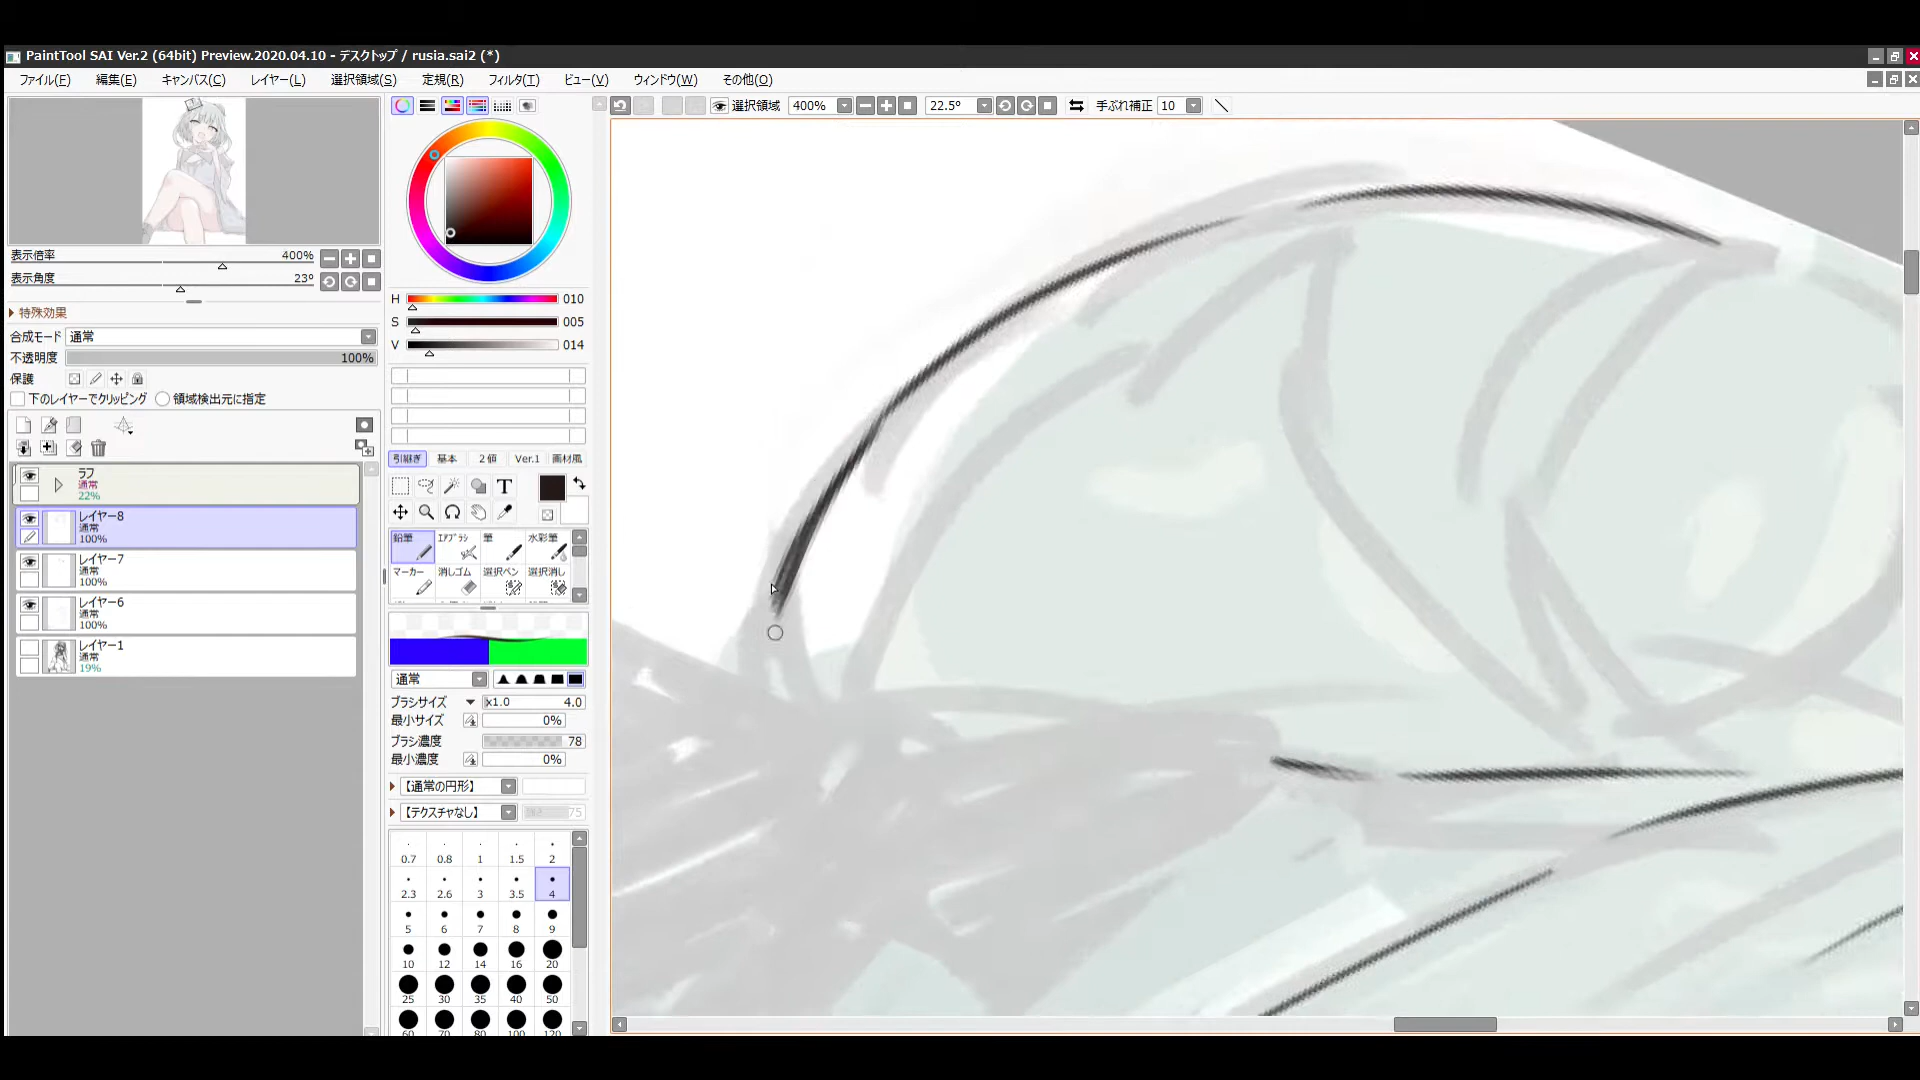 PaintTool SAI Ver.2 (64bit) Preview.2020.04.10 - デスクトップ / rusia.sai2 (*)
ファイル(F) 編集(E) キャンバス(C) レイヤー(L) 選択領域(S) 定規(R) フィルタ(T) ビュー(V) ウィンドウ(W) その他(O)
選択領域 400% 22.5° 手ぶれ補正 10
表示倍率 400%
表示角度 23°
特殊効果
合成モード 通常
不透明度 100%
保護
下のレイヤーでクリッピング 領域検出元に指定
ラフ
通常
22%
レイヤー8
通常
100%
レイヤー7
通常
100%
レイヤー6
通常
100%
レイヤー1
通常
19%
H 010
S 005
V 014
引継ぎ 基本 2値 Ver.1 画材風
T
鉛筆 エアブラシ 筆 水彩筆
マーカー 消しゴム 選択ペン 選択消し
通常
ブラシサイズ x1.0 4.0
最小サイズ 0%
ブラシ濃度 78
最小濃度 0%
【通常の円形】
【テクスチャなし】 75
0.7 0.8 1 1.5 2
2.3 2.6 3 3.5 4
5 6 7 8 9
10 12 14 16 20
25 30 35 40 50
60 70 80 100 120